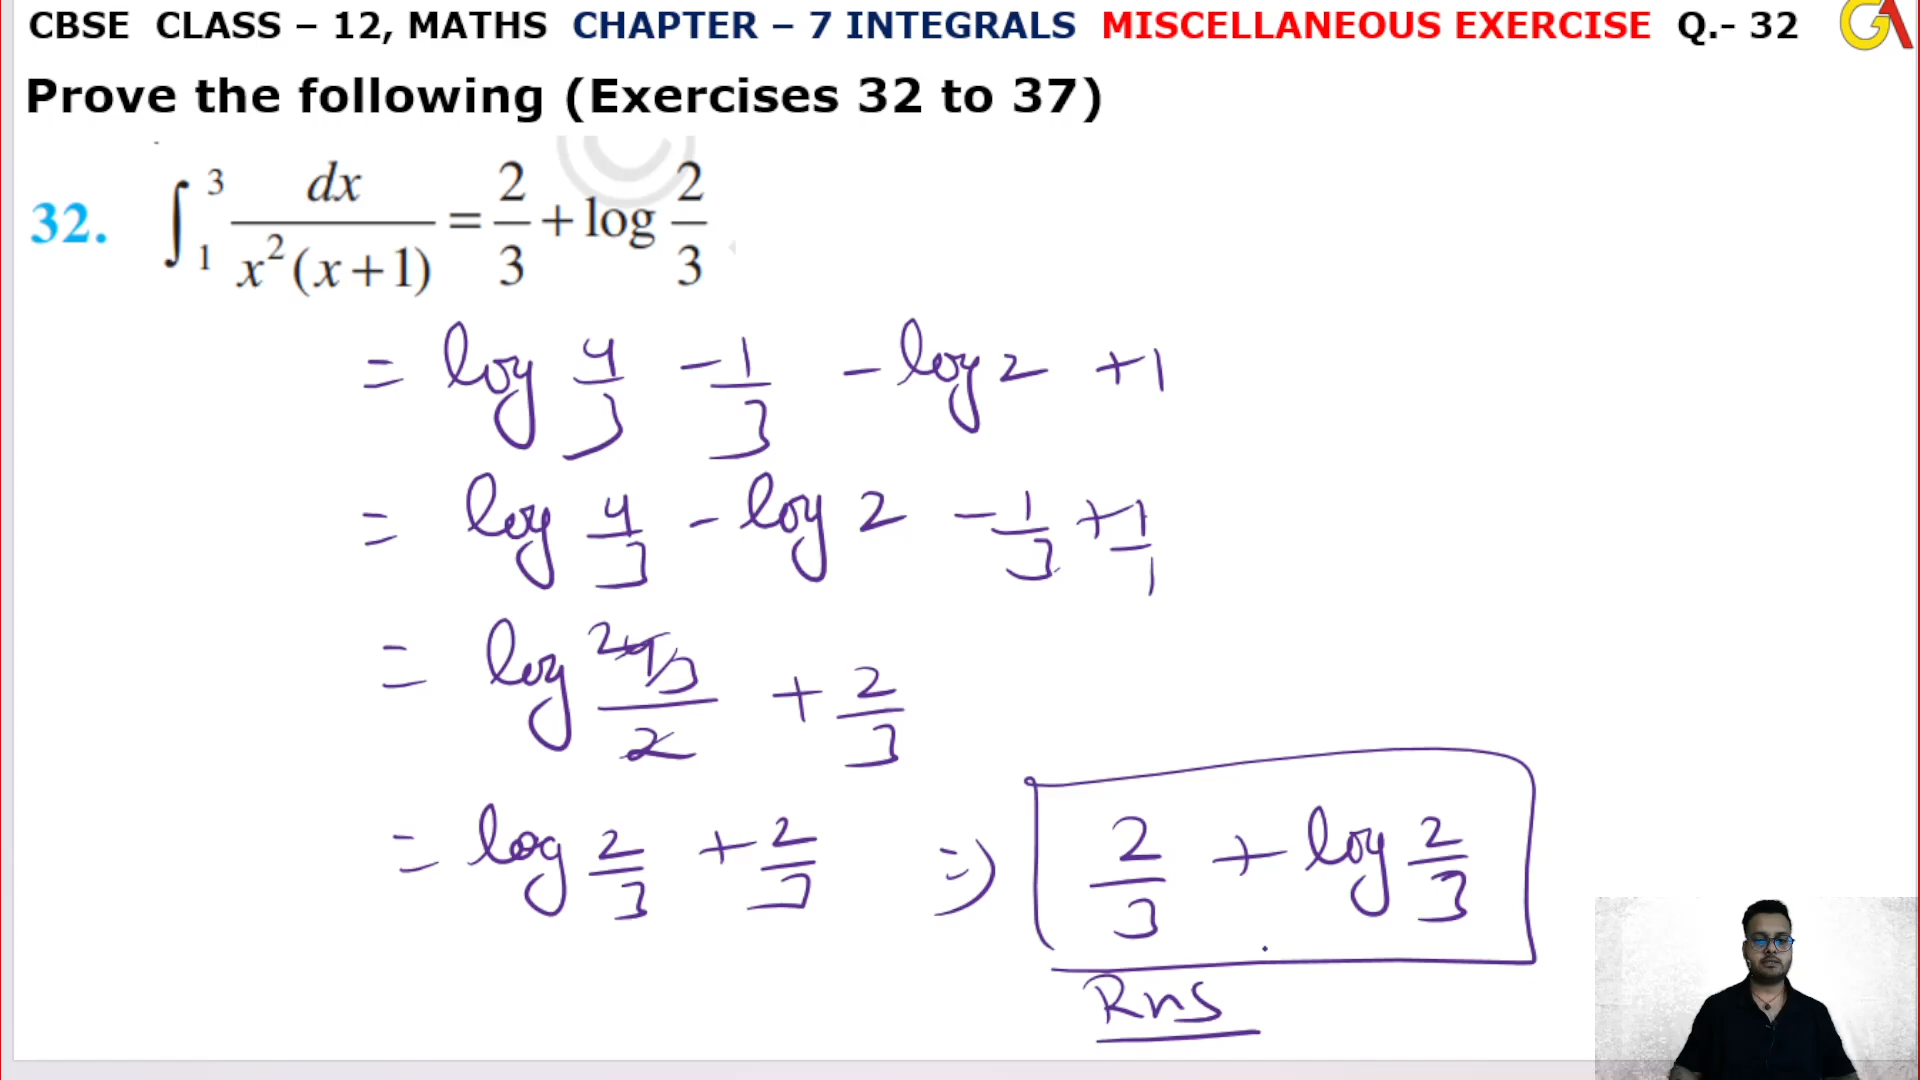 CBSE CLASS – 12, MATHS CHAPTER – 7 INTEGRALS MISCELLANEOUS EXERCISE Q.- 32 GA
Prove the following (Exercises 32 to 37)
32. ∫₁³ dx/(x²(x+1)) = 2/3 + log 2/3
= log 4/3 - 1/3 - log 2 + 1
= log 4/3 - log 2 - 1/3 + 1/1
= log (2 4/3)/2 + 2/3
= log 2/3 + 2/3 ⇒ 2/3 + log 2/3
Ans